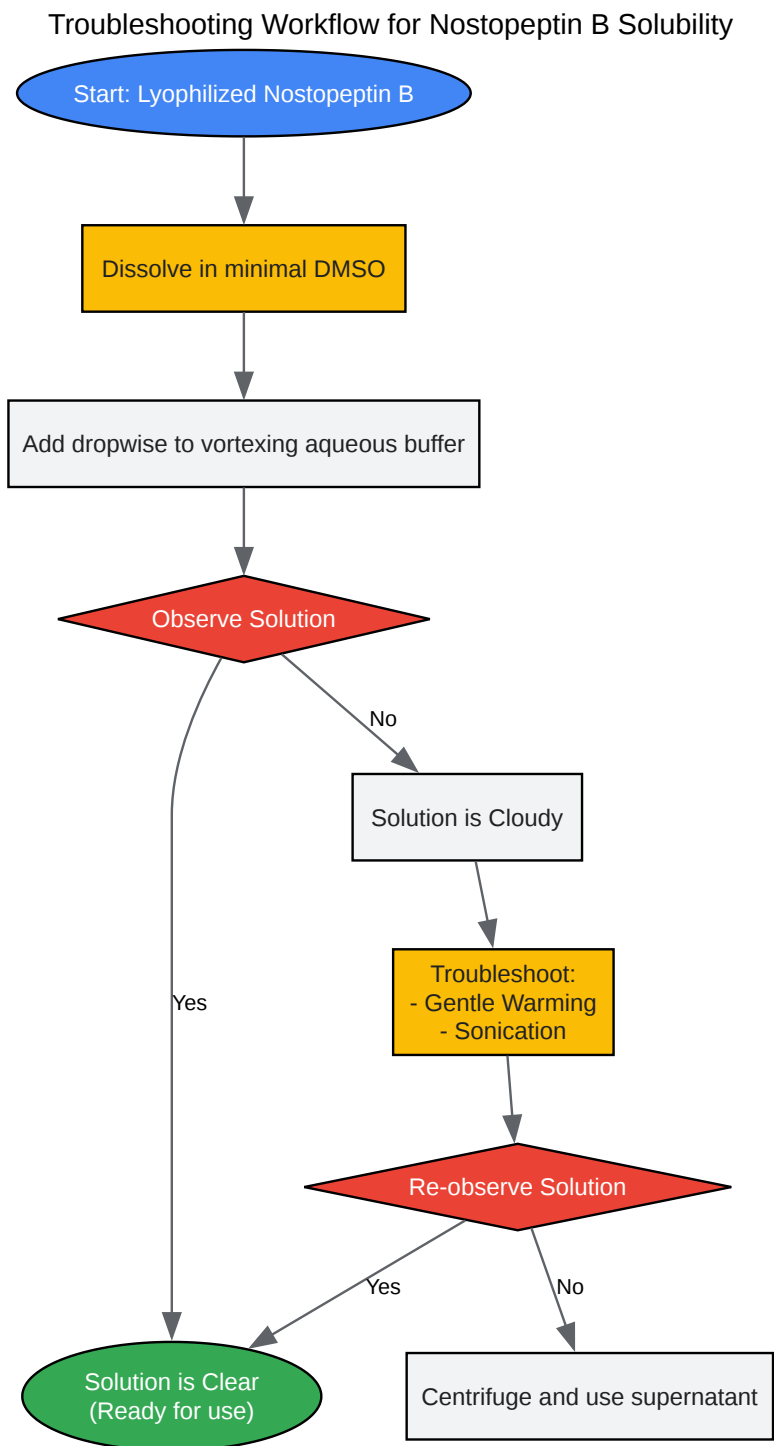 Troubleshooting Workflow for Nostopeptin B Solubility
Start: Lyophilized Nostopeptin B
Dissolve in minimal DMSO
Add dropwise to vortexing aqueous buffer
Observe Solution
No
Solution is Cloudy
Yes
Troubleshoot:
- Gentle Warming
- Sonication
Re-observe Solution
Yes
No
Solution is Clear
(Ready for use)
Centrifuge and use supernatant